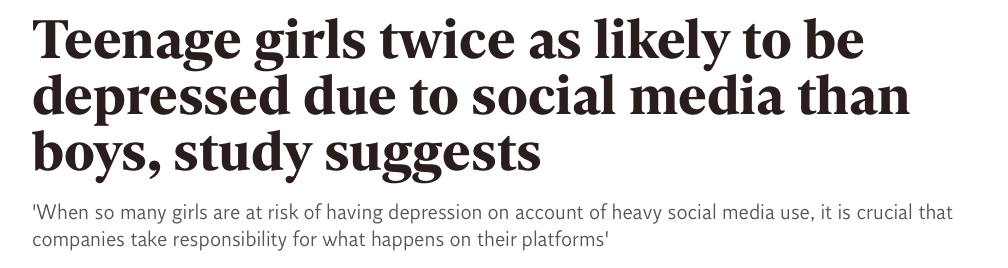 Teenage girls twice as likely to be
depressed due to social media than
boys, study suggests
'When so many girls are at risk of having depression on account of heavy social media use, it is crucial that
companies take responsibility for what happens on their platforms'